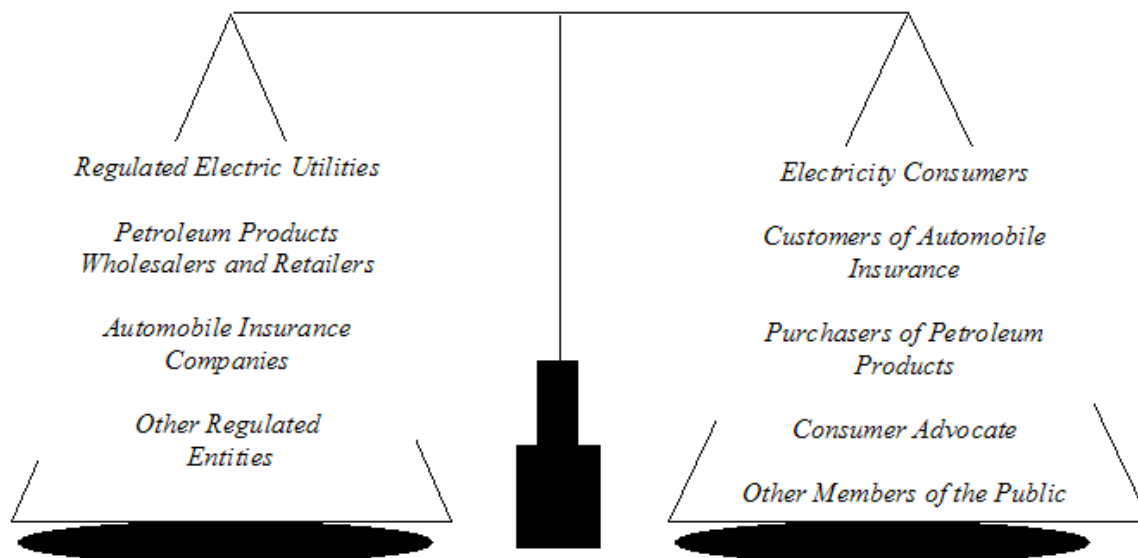 Regulated Electric Utilities
Petroleum Products
Wholesalers and Retailers
Automobile Insurance
Companies
Other Regulated
Entities
Electricity Consumers
Customers of Automobile
Insurance
Purchasers of Petroleum
Products
Consumer Advocate
Other Members of the Public